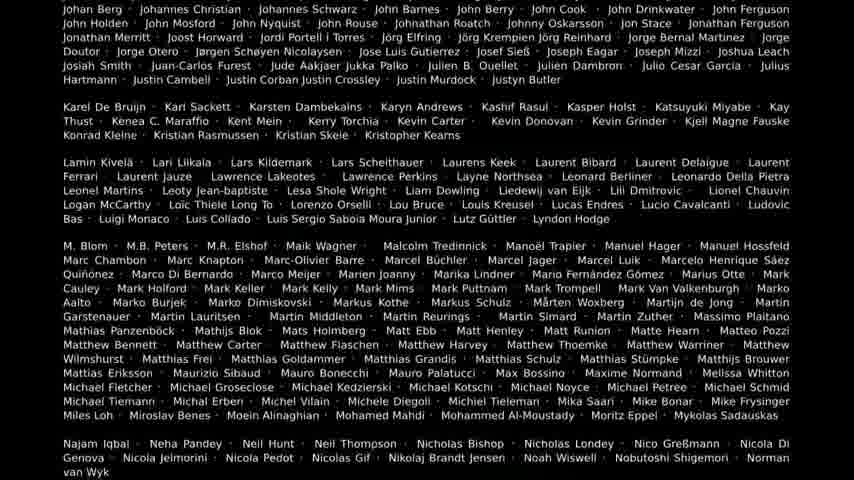 Johan Berg · Johannes Christian · Johannes Schwarz · John Barnes · John Berry · John Cook · John Drinkwater · John Ferguson
John Holden · John Mosford · John Nyquist · John Rouse · Johnathan Roatch · Johnny Oskarsson · Jon Stace · Jonathan Ferguson
Jonathan Merritt · Joost Horward · Jordi Portell i Torres · Jörg Elfring · Jörg Krempien Jörg Reinhard · Jorge Bernal Martinez · Jorge
Doutor · Jorge Otero · Jørgen Schøyen Nicolaysen · Jose Luis Gutierrez · Josef Sieß · Joseph Eagar · Joseph Mizzi · Joshua Leach
Josiah Smith · Juan-Carlos Forest · Jude Aakjaer Jukka Palko · Julien B. Ouellet · Julien Dambron · Julio Cesar Garcia · Julius
Hartmann · Justin Cambell · Justin Corban Justin Crossley · Justin Murdock · Justyn Butler
Karel De Bruijn · Karl Sackett · Karsten Dambekalns · Karyn Andrews · Kashif Rasul · Kasper Holst · Katsuyuki Miyabe · Kay
Thust · Kenea C. Maraffio · Kent Mein · Kerry Torchia · Kevin Carter · Kevin Donovan · Kevin Grinder · Kjell Magne Fauske
Konrad Kleine · Kristian Rasmussen · Kristian Skeie · Kristopher Kearns
Lamin Kivelä · Lari Liikala · Lars Kildemark · Lars Scheithauer · Laurens Keek · Laurent Bibard · Laurent Delaigue · Laurent
Ferrari · Laurent Jauze · Lawrence Lakeotes · Lawrence Perkins · Layne Northsea · Leonard Berliner · Leonardo Della Pietra
Leonel Martins · Leoty Jean-baptiste · Lesa Shole Wright · Liam Dowling · Liedewij van Eijk · Lili Dmitrovic · Lionel Chauvin
Logan McCarthy · Loïc Thiele Long To · Lorenzo Orselli · Lou Bruce · Louis Kreusel · Lucas Endres · Lucio Cavalcanti · Ludovic
Bas · Luigi Monaco · Luis Collado · Luis Sergio Saboia Moura Junior · Lutz Güttler · Lyndon Hodge
M. Blom · M.B. Peters · M.R. Elshof · Maik Wagner · Malcolm Tredinnick · Manoël Trapier · Manuel Hager · Manuel Hossfeld
Marc Chambon · Marc Knapton · Marc-Olivier Barre · Marcel Büchler · Marcel Jager · Marcel Luik · Marcelo Henrique Sáez
Quiñónez · Marco Di Bernardo · Marco Meijer · Marien Joanny · Marika Lindner · Mario Fernández Gómez · Marius Otte · Mark
Cauley · Mark Holford · Mark Keller · Mark Kelly · Mark Mims · Mark Puttnam · Mark Trompell · Mark Van Valkenburgh · Marko
Aalto · Marko Burjek · Marko Dimiskovski · Markus Kothe · Markus Schulz · Mårten Woxberg · Martijn de Jong · Martin
Garstenauer · Martin Lauritsen · Martin Middleton · Martin Reurings · Martin Simard · Martin Zuther · Massimo Plaitano
Mathias Panzenböck · Mathijs Blok · Mats Holmberg · Matt Ebb · Matt Henley · Matt Runion · Matte Hearn · Matteo Pozzi
Matthew Bennett · Matthew Carter · Matthew Flaschen · Matthew Harvey · Matthew Thoemke · Matthew Warriner · Matthew
Wilmshurst · Matthias Frei · Matthias Goldammer · Matthias Grandis · Matthias Schulz · Matthias Stümpke · Matthijs Brouwer
Mattias Eriksson · Maurizio Sibaud · Mauro Bonecchi · Mauro Palatucci · Max Bossino · Maxime Normand · Melissa Whitton
Michael Fletcher · Michael Groseclose · Michael Kedzierski · Michael Kotschi · Michael Noyce · Michael Petree · Michael Schmid
Michael Tiemann · Michal Erben · Michel Vilain · Michele Diegoli · Michiel Tieleman · Mika Saari · Mike Bonar · Mike Frysinger
Miles Loh · Miroslav Benes · Moein Alinaghian · Mohamed Mahdi · Mohammed Al-Moustady · Moritz Eppel · Mykolas Sadauskas
Najam Iqbal · Neha Pandey · Neil Hunt · Neil Thompson · Nicholas Bishop · Nicholas Londey · Nico Greßmann · Nicola Di
Genova · Nicola Jelmorini · Nicola Pedot · Nicolas Gif · Nikolaj Brandt Jensen · Noah Wiswell · Nobutoshi Shigemori · Norman
van Wyk